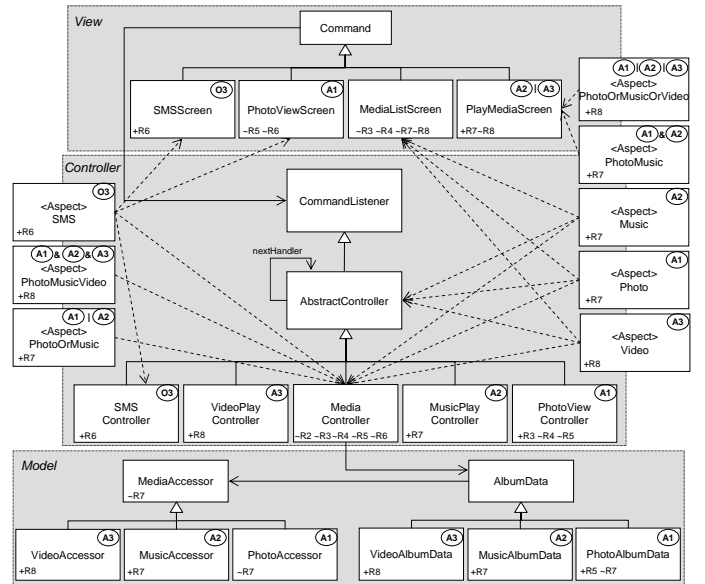 View
Command
O3
SMSScreen
+R6
A1
PhotoViewScreen
~R5 ~R6
MediaListScreen
~R3 ~R4 ~R7~R8
A2 | A3
PlayMediaScreen
+R7~R8
A1 | A2 | A3
<Aspect>
PhotoOrMusicOrVideo
+R8
A1 & A2
<Aspect>
PhotoMusic
+R7
Controller
O3
<Aspect>
SMS
+R6
CommandListener
A2
<Aspect>
Music
+R7
A1 & A2 & A3
<Aspect>
PhotoMusicVideo
+R8
nextHandler
AbstractController
A1
<Aspect>
Photo
+R7
A1 | A2
<Aspect>
PhotoOrMusic
+R7
A3
<Aspect>
Video
+R8
O3
SMS
Controller
+R6
A3
VideoPlay
Controller
+R8
Media
Controller
~R2 ~R3~R4 ~R5 ~R6
A2
MusicPlay
Controller
+R7
A1
PhotoView
Controller
+R3 ~R4 ~R5
Model
MediaAccessor
~R7
AlbumData
A3
VideoAccessor
+R8
A2
MusicAccessor
+R7
A1
PhotoAccessor
~R7
A3
VideoAlbumData
+R8
A2
MusicAlbumData
+R7
A1
PhotoAlbumData
+R5 ~R7